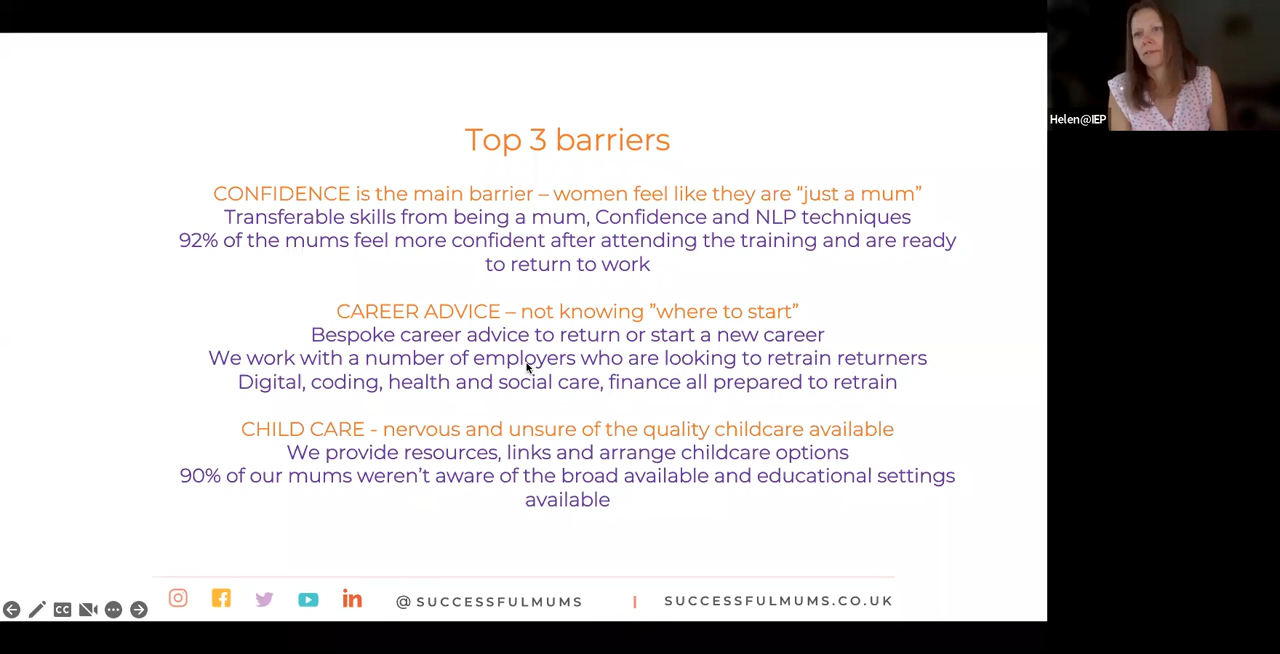 Helen@IEP
Top 3 barriers
CONFIDENCE is the main barrier – women feel like they are “just a mum”
Transferable skills from being a mum, Confidence and NLP techniques
92% of the mums feel more confident after attending the training and are ready
to return to work
CAREER ADVICE – not knowing ”where to start”
Bespoke career advice to return or start a new career
We work with a number of employers who are looking to retrain returners
Digital, coding, health and social care, finance all prepared to retrain
CHILD CARE - nervous and unsure of the quality childcare available
We provide resources, links and arrange childcare options
90% of our mums weren’t aware of the broad available and educational settings
available
@SUCCESSFULMUMS | SUCCESSFULMUMS.CO.UK
CC